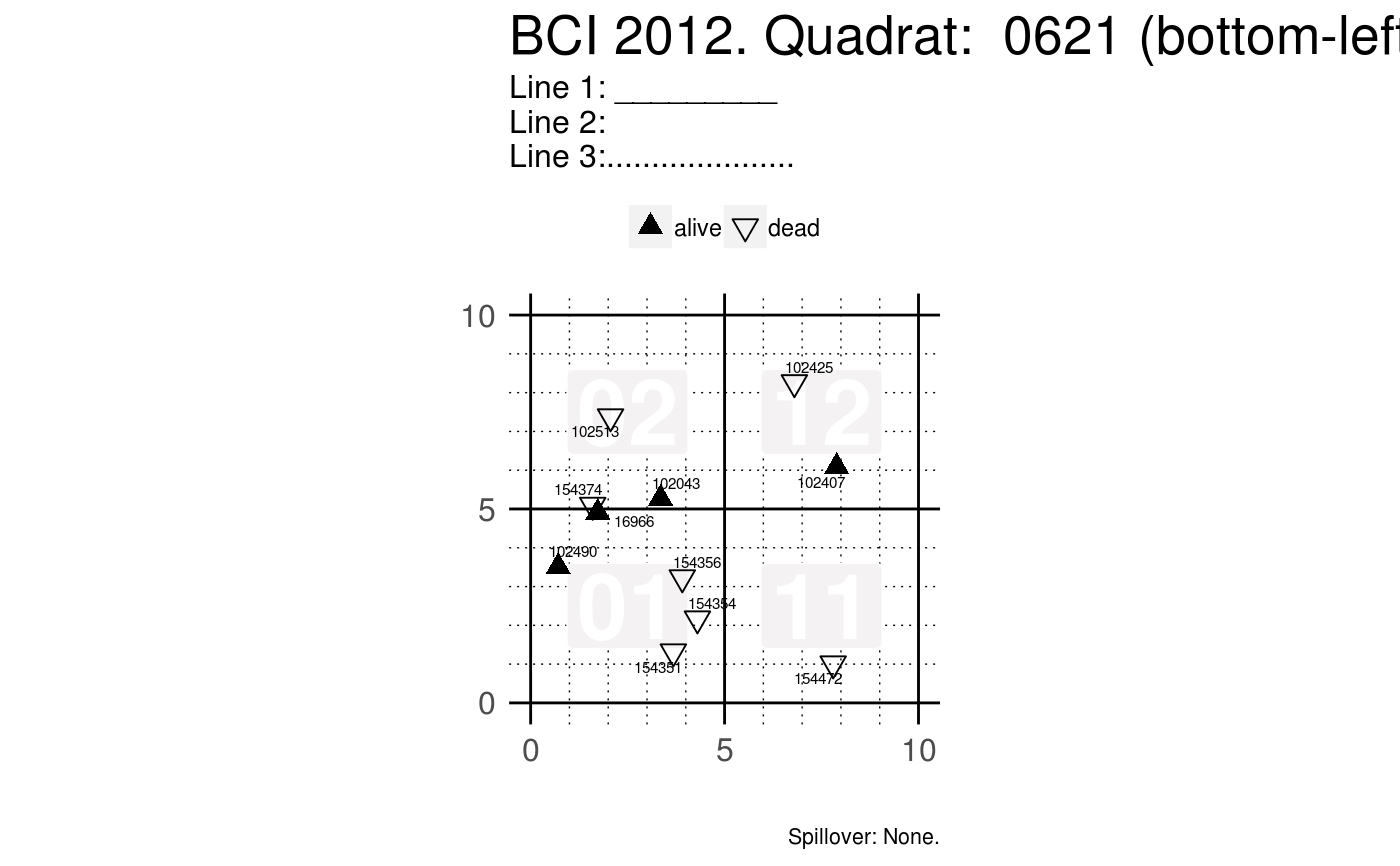 BCI 2012. Quadrat:  0621 (bottom-left
Line 1: _________
Line 2:
Line 3:.....................
alive dead
10
102425
02 12
102513
102407
102043
154374
5
16966
102490
154356
01 11
154354
154351
154472
0
0 5 10
Spillover: None.